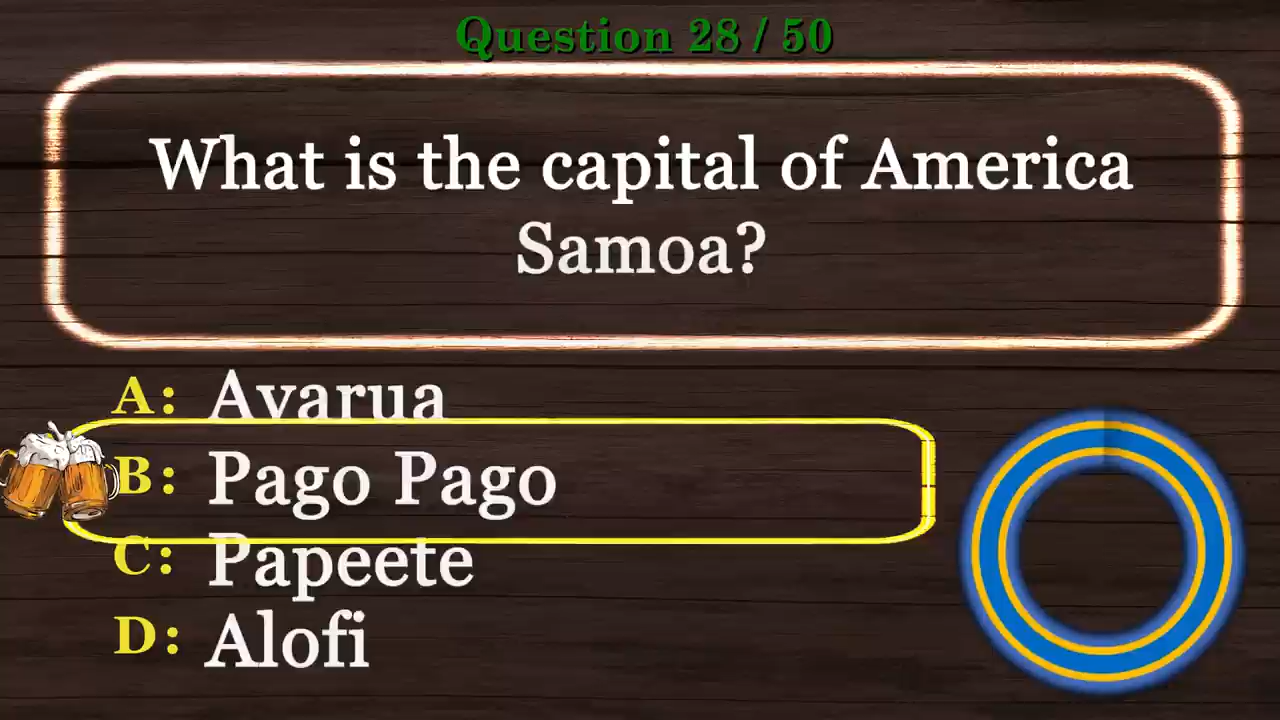 Question 28 / 50
What is the capital of America
Samoa?
A: Avarua
B: Pago Pago
C: Papeete
D: Alofi